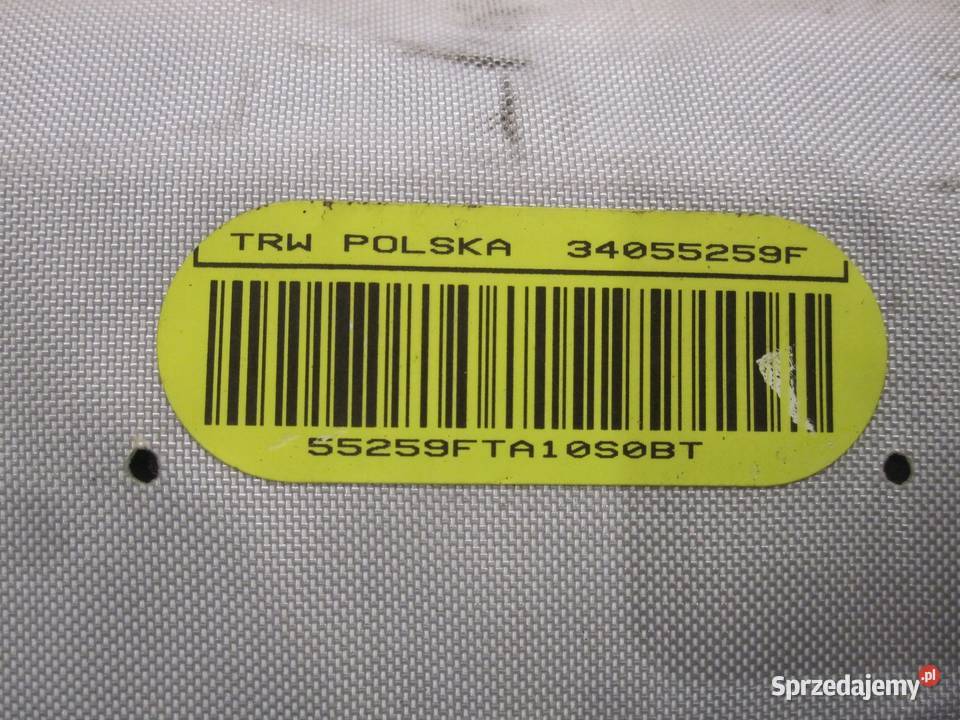 TRW POLSKA 34055259F
55259FTA10S0BT
Sprzedajemy.pl